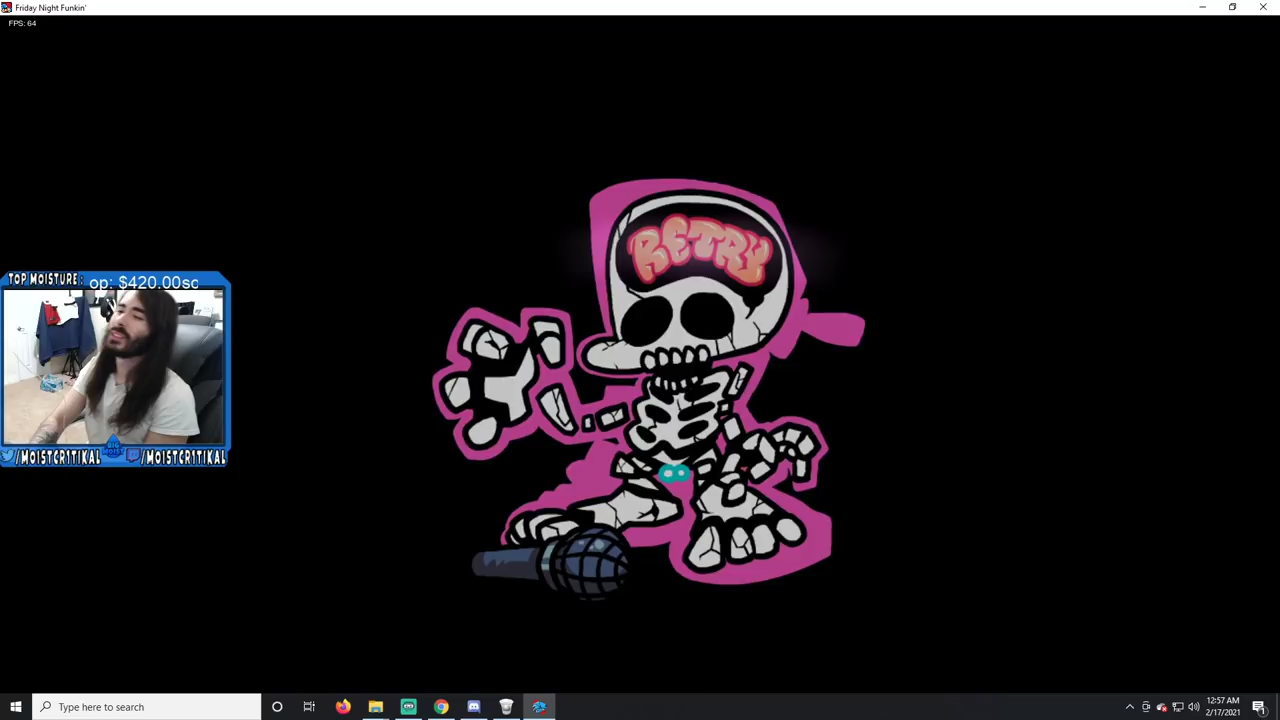 Friday Night Funkin'
FPS: 64
RETRY
TOP MOISTURE:
op: $420.00sc
/MOISTCR1TIKAL
/MOISTCR1TIKAL
Type here to search
12:57 AM
2/17/2021